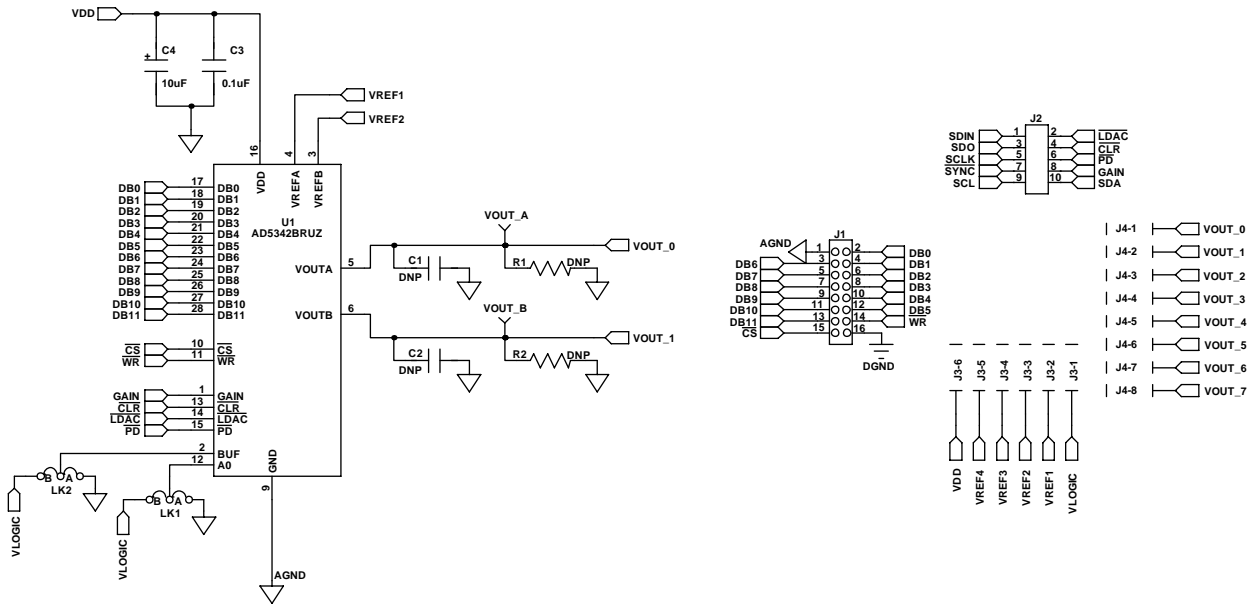 VDD
+
C4
10uF
C3
0.1uF
VREF1
VREF2
16
4
3
VDD
VREFA
VREFB
U1
AD5342BRUZ
DB0 17 DB0
DB1 18 DB1
DB2 19 DB2
DB3 20 DB3
DB4 21 DB4
DB5 22 DB5
DB6 23 DB6
DB7 24 DB7
DB8 25 DB8
DB9 26 DB9
DB10 27 DB10
DB11 28 DB11
CS 10 CS
WR 11 WR
GAIN 1 GAIN
CLR 13 CLR
LDAC 14 LDAC
PD 15 PD
2 BUF
12 A0
GND
9
AGND
B A
LK2
VLOGIC
B A
LK1
VLOGIC
VOUTA 5
VOUT_A
VOUT_0
C1
DNP
R1 DNP
VOUTB 6
VOUT_B
VOUT_1
C2
DNP
R2 DNP
J1
AGND 1 2 DB0
DB6 3 4 DB1
DB7 5 6 DB2
DB8 7 8 DB3
DB9 9 10 DB4
DB10 11 12 DB5
DB11 13 14 WR
CS 15 16
DGND
J2
SDIN 1 2 LDAC
SDO 3 4 CLR
SCLK 5 6 PD
SYNC 7 8 GAIN
SCL 9 10 SDA
J4-1 VOUT_0
J4-2 VOUT_1
J4-3 VOUT_2
J4-4 VOUT_3
J4-5 VOUT_4
J4-6 VOUT_5
J4-7 VOUT_6
J4-8 VOUT_7
J3-6 VDD
J3-5 VREF4
J3-4 VREF3
J3-3 VREF2
J3-2 VREF1
J3-1 VLOGIC